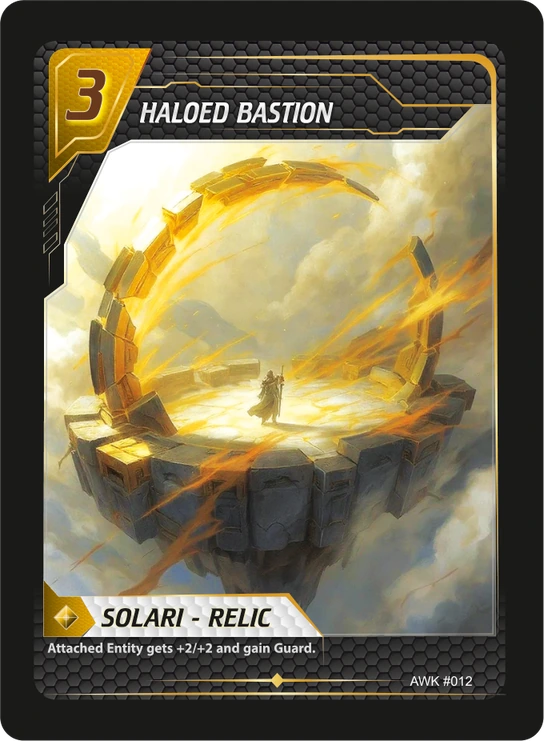 3
HALOED BASTION
SOLARI - RELIC
Attached Entity gets +2/+2 and gain Guard.
AWK #012